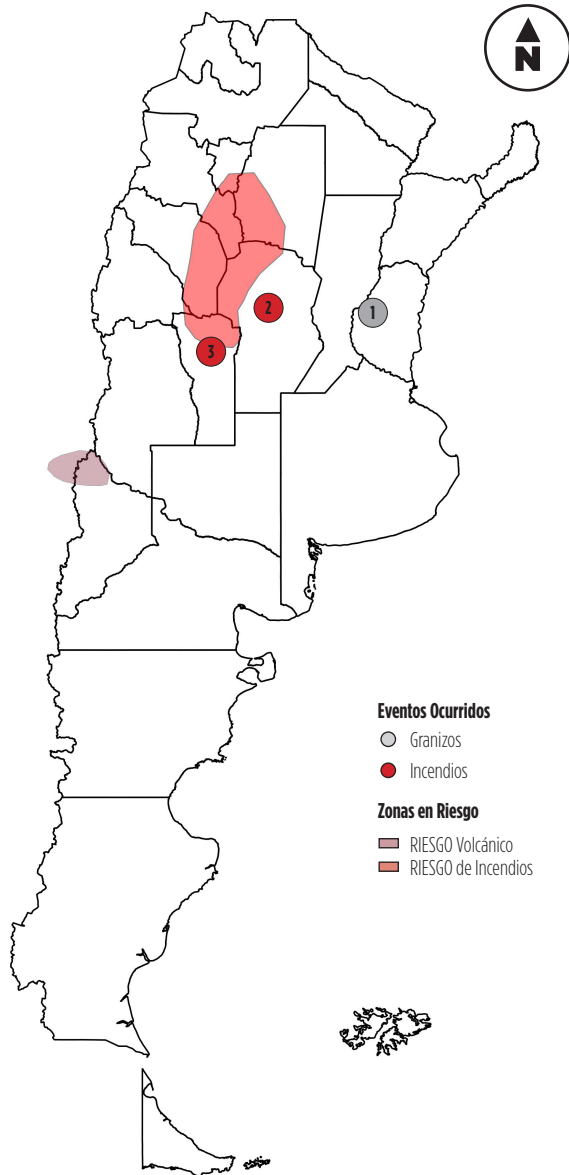 N
1
2
3
Eventos Ocurridos
Granizos
Incendios
Zonas en Riesgo
RIESGO Volcánico
RIESGO de Incendios